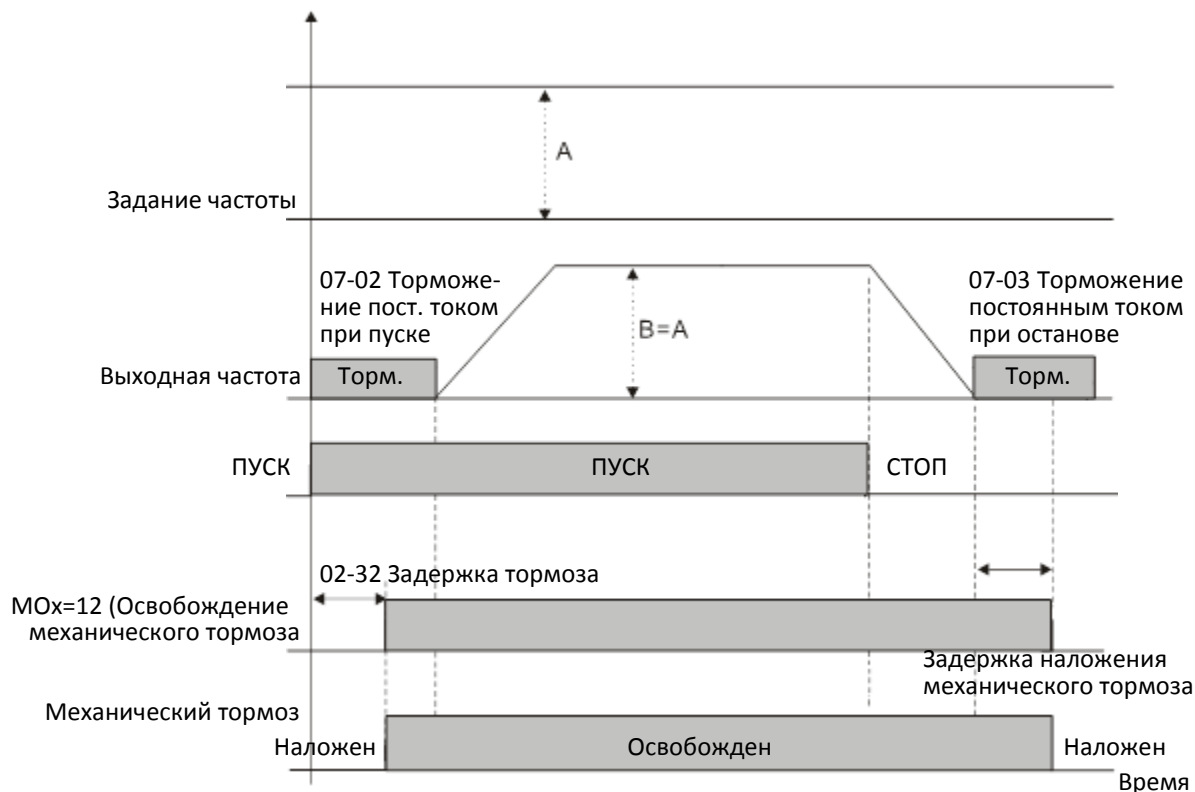 A
Задание частоты
07-02 Торможе-
ние пост. током
при пуске
07-03 Торможение
постоянным током
при останове
B=A
Выходная частота
Торм.
Торм.
ПУСК
ПУСК
СТОП
02-32 Задержка тормоза
MOx=12 (Освобождение
механического тормоза
Задержка наложения
механического тормоза
Механический тормоз
Наложен
Освобожден
Наложен
Время